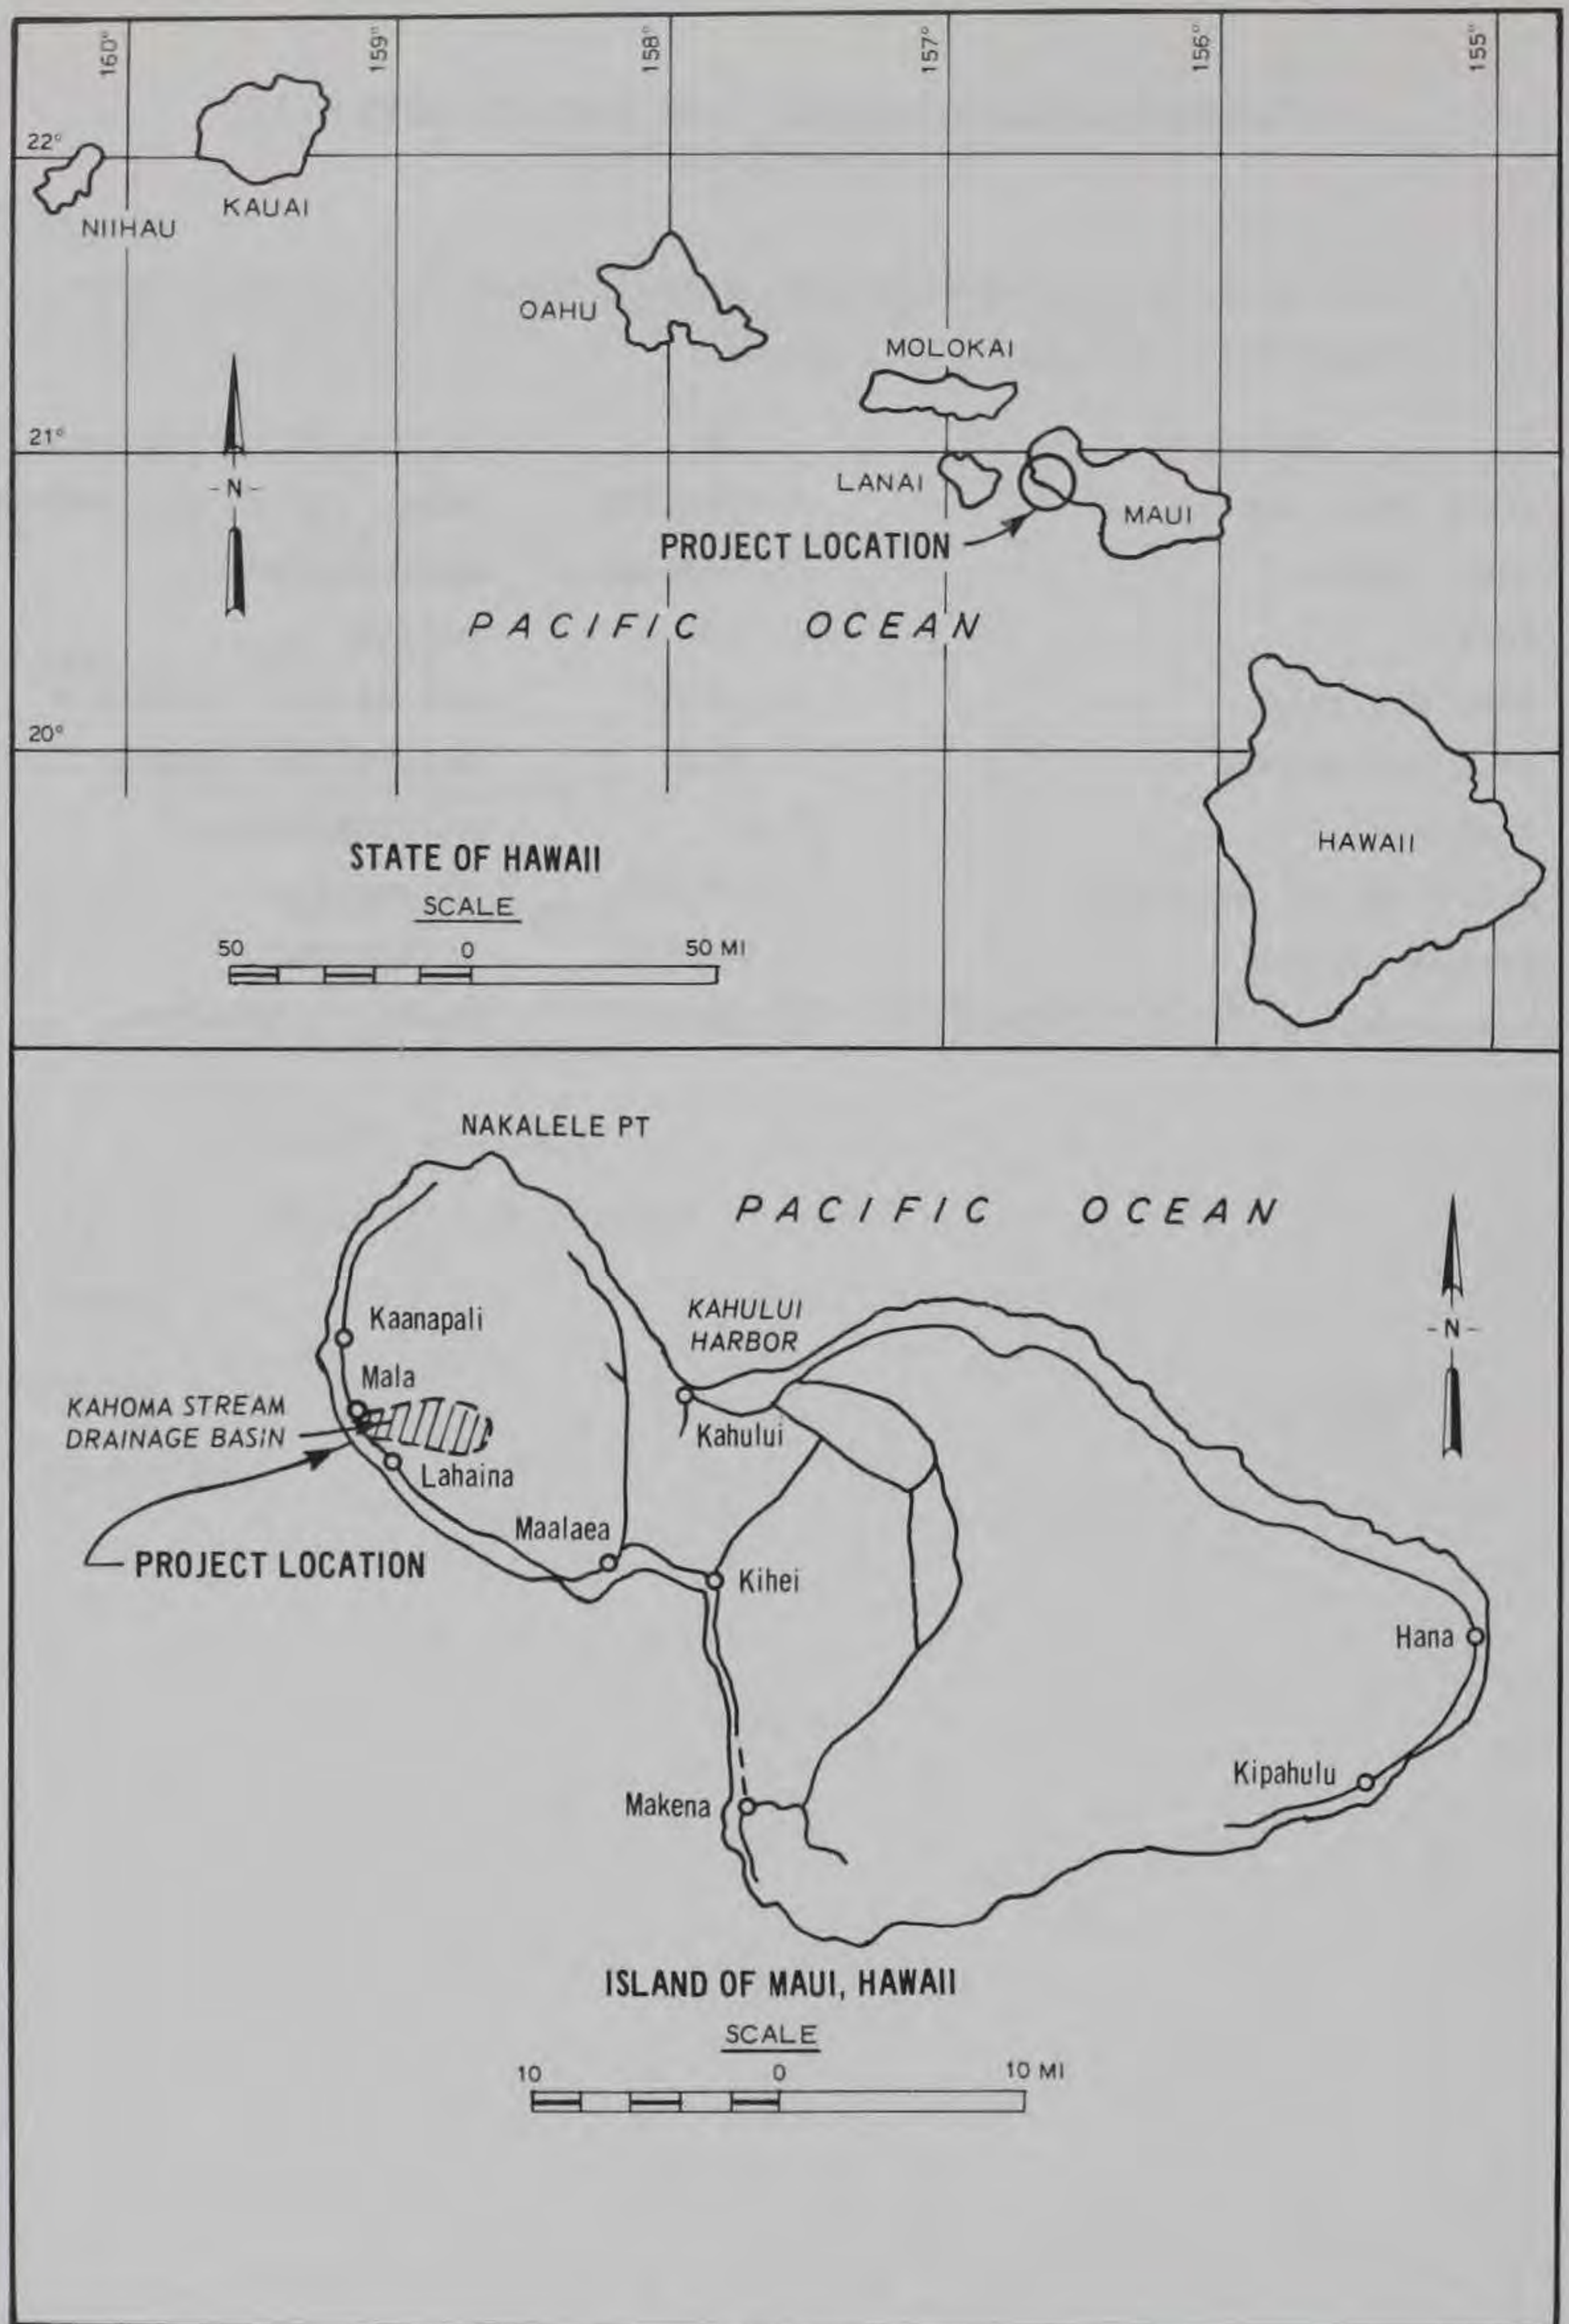 160°
159°
158°
157°
156°
155°
22°
NIIHAU
KAUAI
OAHU
MOLOKAI
21°
LANAI
-N-
MAUI
PROJECT LOCATION
PACIFIC OCEAN
20°
HAWAII
STATE OF HAWAII
SCALE
50 0 50 MI
NAKALELE PT
PACIFIC OCEAN
KAHULUI
HARBOR
Kaanapali
-N-
Mala
KAHOMA STREAM
DRAINAGE BASIN
Kahului
Lahaina
Maalaea
PROJECT LOCATION
Kihei
Hana
Kipahulu
Makena
ISLAND OF MAUI, HAWAII
SCALE
10 0 10 MI